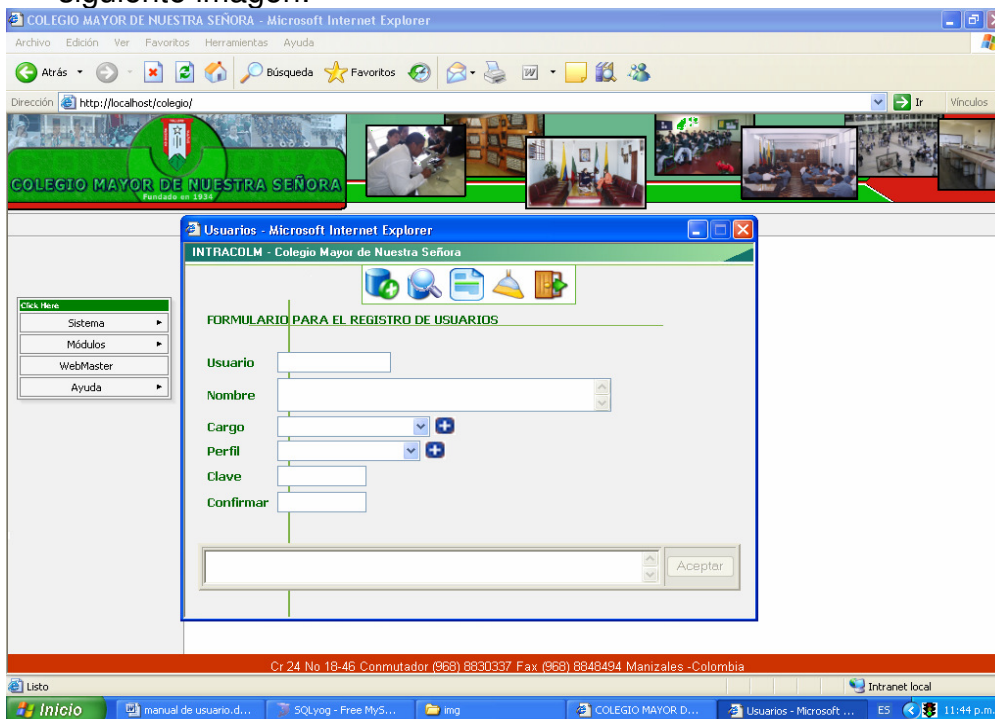 siguiente imagen:
COLEGIO MAYOR DE NUESTRA SEÑORA - Microsoft Internet Explorer
Archivo Edición Ver Favoritos Herramientas Ayuda
Atrás Búsqueda Favoritos
Dirección http://localhost/colegio/ Ir Vínculos
COLEGIO MAYOR DE NUESTRA SEÑORA
Fundado en 1934
Usuarios - Microsoft Internet Explorer
INTRACOLM - Colegio Mayor de Nuestra Señora
FORMULARIO PARA EL REGISTRO DE USUARIOS
Click Here
Sistema
Módulos
WebMaster
Ayuda
Usuario
Nombre
Cargo
Perfil
Clave
Confirmar
Aceptar
Cr 24 No 18-46 Conmutador (968) 8830337 Fax (968) 8848494 Manizales -Colombia
Listo Intranet local
Inicio manual de usuario.d... SQLyog - Free MyS... img COLEGIO MAYOR D... Usuarios - Microsoft ... ES 11:44 p.m.